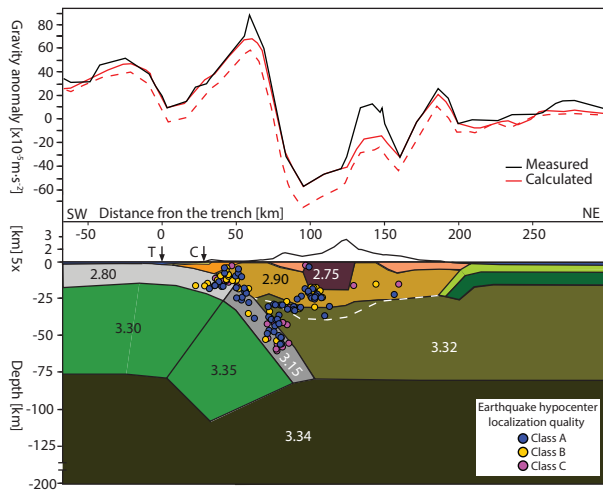 Gravity anomaly
[x10⁻⁵m·s⁻²]
80
60
40
20
0
-20
-40
-60
Measured
Calculated
SW Distance fron the trench [km] NE
-50 0 50 100 150 200 250
T C
[km] 5x
3
2
0
0
-25
-50
-75
-100
-125
-200
Depth [km]
2.80
2.90
2.75
3.30
3.35
3.15
3.32
3.34
Earthquake hypocenter
localization quality
Class A
Class B
Class C